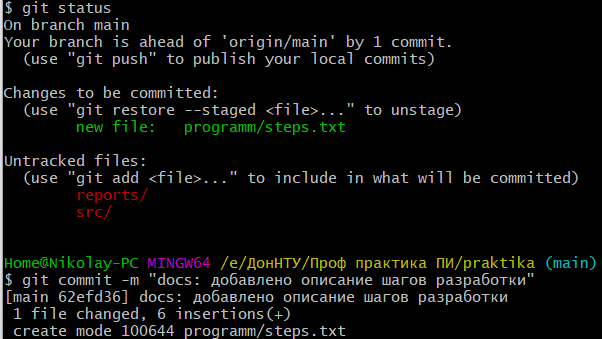 $ git status
On branch main
Your branch is ahead of 'origin/main' by 1 commit.
  (use "git push" to publish your local commits)

Changes to be committed:
  (use "git restore --staged <file>..." to unstage)
        new file:   programm/steps.txt

Untracked files:
  (use "git add <file>..." to include in what will be committed)
        reports/
        src/

Home@Nikolay-PC MINGW64 /e/ДонНТУ/Проф практика ПИ/praktika (main)
$ git commit -m "docs: добавлено описание шагов разработки"
[main 62efd36] docs: добавлено описание шагов разработки
 1 file changed, 6 insertions(+)
 create mode 100644 programm/steps.txt